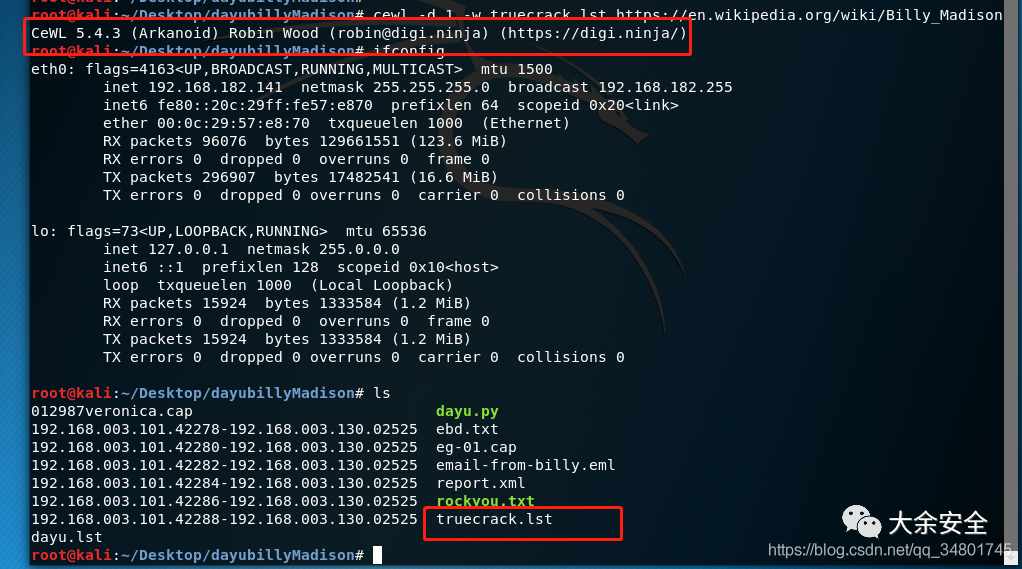 root@kali:~/Desktop/dayubillyMadison#
root@kali:~/Desktop/dayubillyMadison# cewl -d 1 -w truecrack.lst https://en.wikipedia.org/wiki/Billy_Madison
CeWL 5.4.3 (Arkanoid) Robin Wood (robin@digi.ninja) (https://digi.ninja/)
root@kali:~/Desktop/dayubillyMadison# ifconfig
eth0: flags=4163<UP,BROADCAST,RUNNING,MULTICAST>  mtu 1500
        inet 192.168.182.141  netmask 255.255.255.0  broadcast 192.168.182.255
        inet6 fe80::20c:29ff:fe57:e870  prefixlen 64  scopeid 0x20<link>
        ether 00:0c:29:57:e8:70  txqueuelen 1000  (Ethernet)
        RX packets 96076  bytes 129661551 (123.6 MiB)
        RX errors 0  dropped 0  overruns 0  frame 0
        TX packets 296907  bytes 17482541 (16.6 MiB)
        TX errors 0  dropped 0 overruns 0  carrier 0  collisions 0
lo: flags=73<UP,LOOPBACK,RUNNING>  mtu 65536
        inet 127.0.0.1  netmask 255.0.0.0
        inet6 ::1  prefixlen 128  scopeid 0x10<host>
        loop  txqueuelen 1000  (Local Loopback)
        RX packets 15924  bytes 1333584 (1.2 MiB)
        RX errors 0  dropped 0  overruns 0  frame 0
        TX packets 15924  bytes 1333584 (1.2 MiB)
        TX errors 0  dropped 0 overruns 0  carrier 0  collisions 0
root@kali:~/Desktop/dayubillyMadison# ls
012987veronica.cap                             dayu.py
192.168.003.101.42278-192.168.003.130.02525  ebd.txt
192.168.003.101.42280-192.168.003.130.02525  eg-01.cap
192.168.003.101.42282-192.168.003.130.02525  email-from-billy.eml
192.168.003.101.42284-192.168.003.130.02525  report.xml
192.168.003.101.42286-192.168.003.130.02525  rockyou.txt
192.168.003.101.42288-192.168.003.130.02525  truecrack.lst
dayu.lst
root@kali:~/Desktop/dayubillyMadison#
大余安全
https://blog.csdn.net/qq_34801745